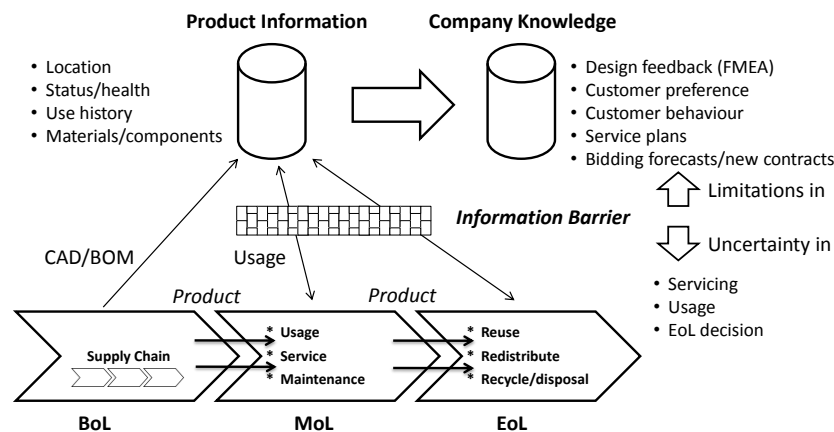 Product Information
Company Knowledge
• Location
• Status/health
• Use history
• Materials/components
• Design feedback (FMEA)
• Customer preference
• Customer behaviour
• Service plans
• Bidding forecasts/new contracts
Limitations in
Information Barrier
Uncertainty in
CAD/BOM
Usage
• Servicing
• Usage
• EoL decision
Product
Product
Supply Chain
* Usage
* Service
* Maintenance
* Reuse
* Redistribute
* Recycle/disposal
BoL
MoL
EoL